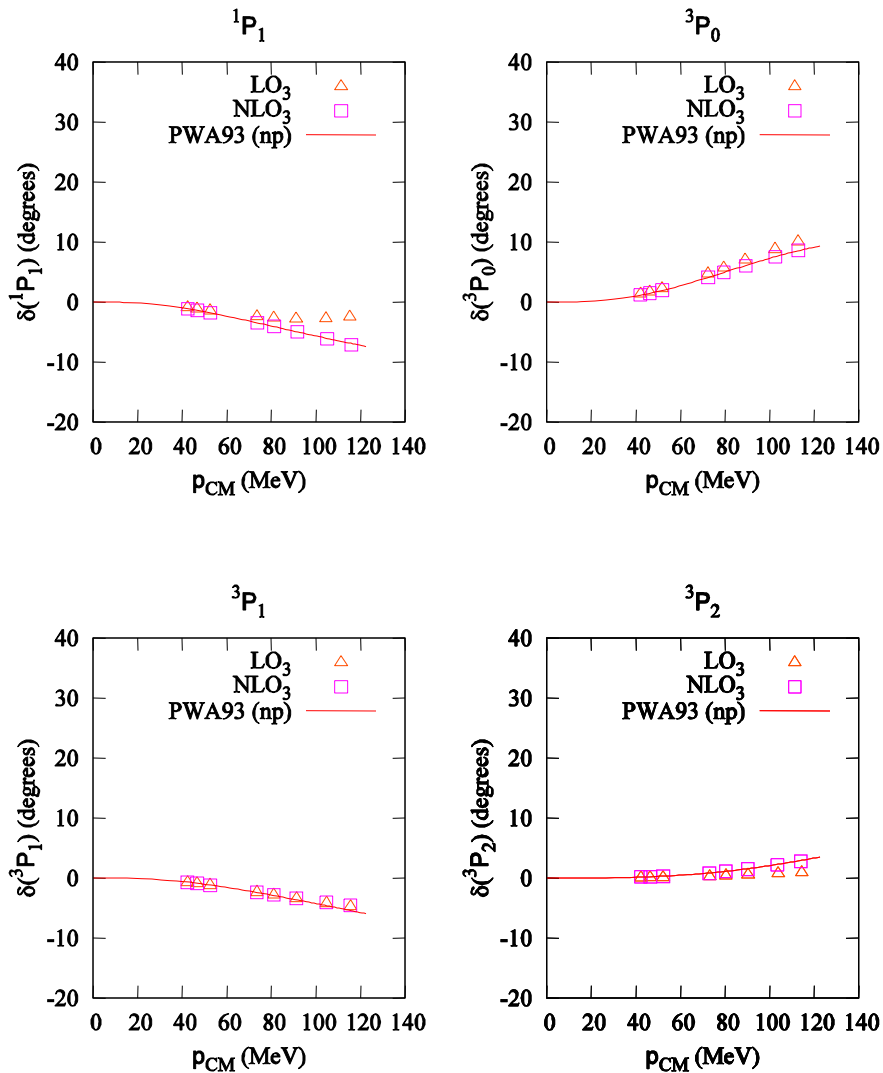 ¹P₁
40
30
20
10
0
-10
-20
0 20 40 60 80 100 120 140
δ(¹P₁) (degrees)
p_CM (MeV)
LO₃
NLO₃
PWA93 (np)
³P₀
40
30
20
10
0
-10
-20
0 20 40 60 80 100 120 140
δ(³P₀) (degrees)
p_CM (MeV)
LO₃
NLO₃
PWA93 (np)
³P₁
40
30
20
10
0
-10
-20
0 20 40 60 80 100 120 140
δ(³P₁) (degrees)
p_CM (MeV)
LO₃
NLO₃
PWA93 (np)
³P₂
40
30
20
10
0
-10
-20
0 20 40 60 80 100 120 140
δ(³P₂) (degrees)
p_CM (MeV)
LO₃
NLO₃
PWA93 (np)